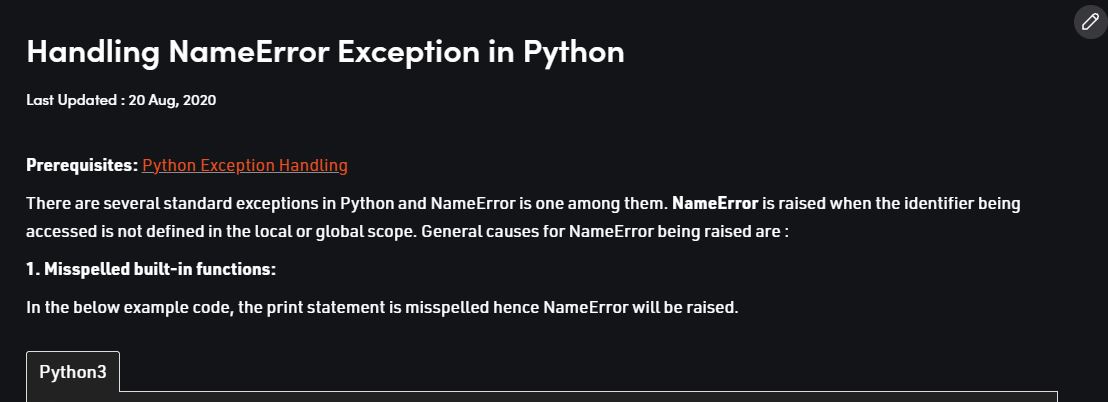 Handling NameError Exception in Python
Last Updated : 20 Aug, 2020
Prerequisites: Python Exception Handling
There are several standard exceptions in Python and NameError is one among them. NameError is raised when the identifier being
accessed is not defined in the local or global scope. General causes for NameError being raised are :
1. Misspelled built-in functions:
In the below example code, the print statement is misspelled hence NameError will be raised.
Python3